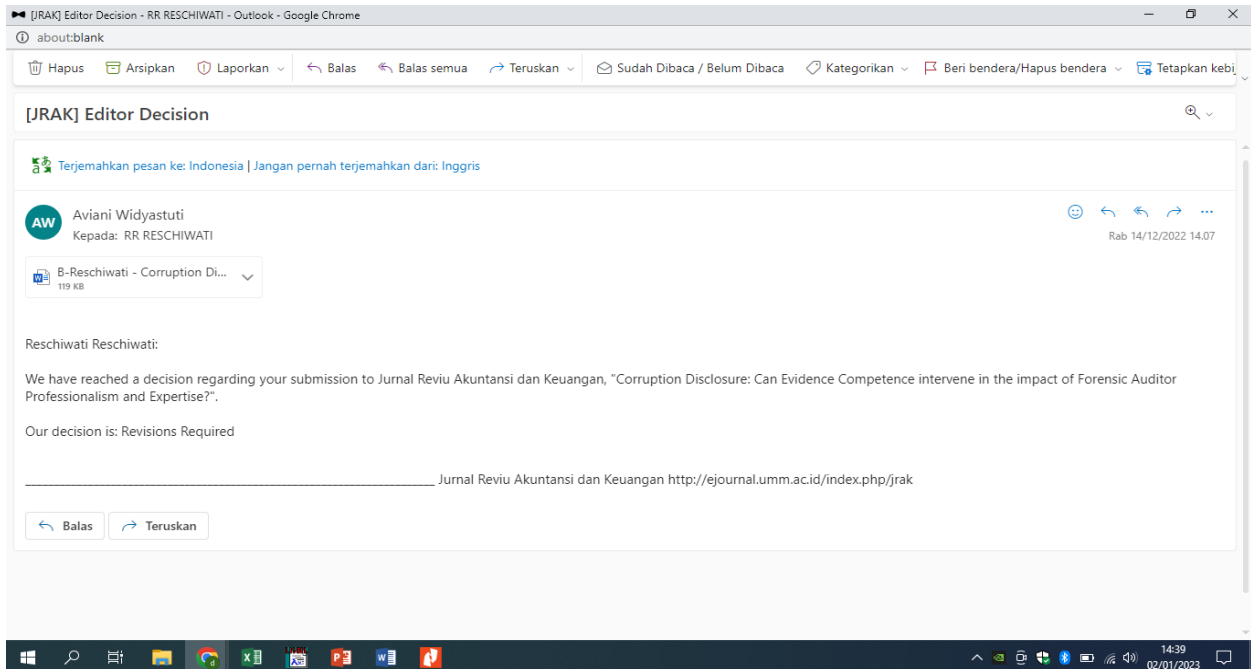 [JRAK] Editor Decision - RR RESCHIWATI - Outlook - Google Chrome
about:blank
Hapus Arsipkan Laporkan Balas Balas semua Teruskan Sudah Dibaca / Belum Dibaca Kategorikan Beri bendera/Hapus bendera Tetapkan kebij
[JRAK] Editor Decision
Terjemahkan pesan ke: Indonesia | Jangan pernah terjemahkan dari: Inggris
AW
Aviani Widyastuti
Kepada: RR RESCHIWATI
Rab 14/12/2022 14.07
B-Reschiwati - Corruption Di...
119 KB
Reschiwati Reschiwati:
We have reached a decision regarding your submission to Jurnal Reviu Akuntansi dan Keuangan, "Corruption Disclosure: Can Evidence Competence intervene in the impact of Forensic Auditor
Professionalism and Expertise?".
Our decision is: Revisions Required
________________________________________________________________________ Jurnal Reviu Akuntansi dan Keuangan http://ejournal.umm.ac.id/index.php/jrak
Balas Teruskan
14:39
02/01/2023